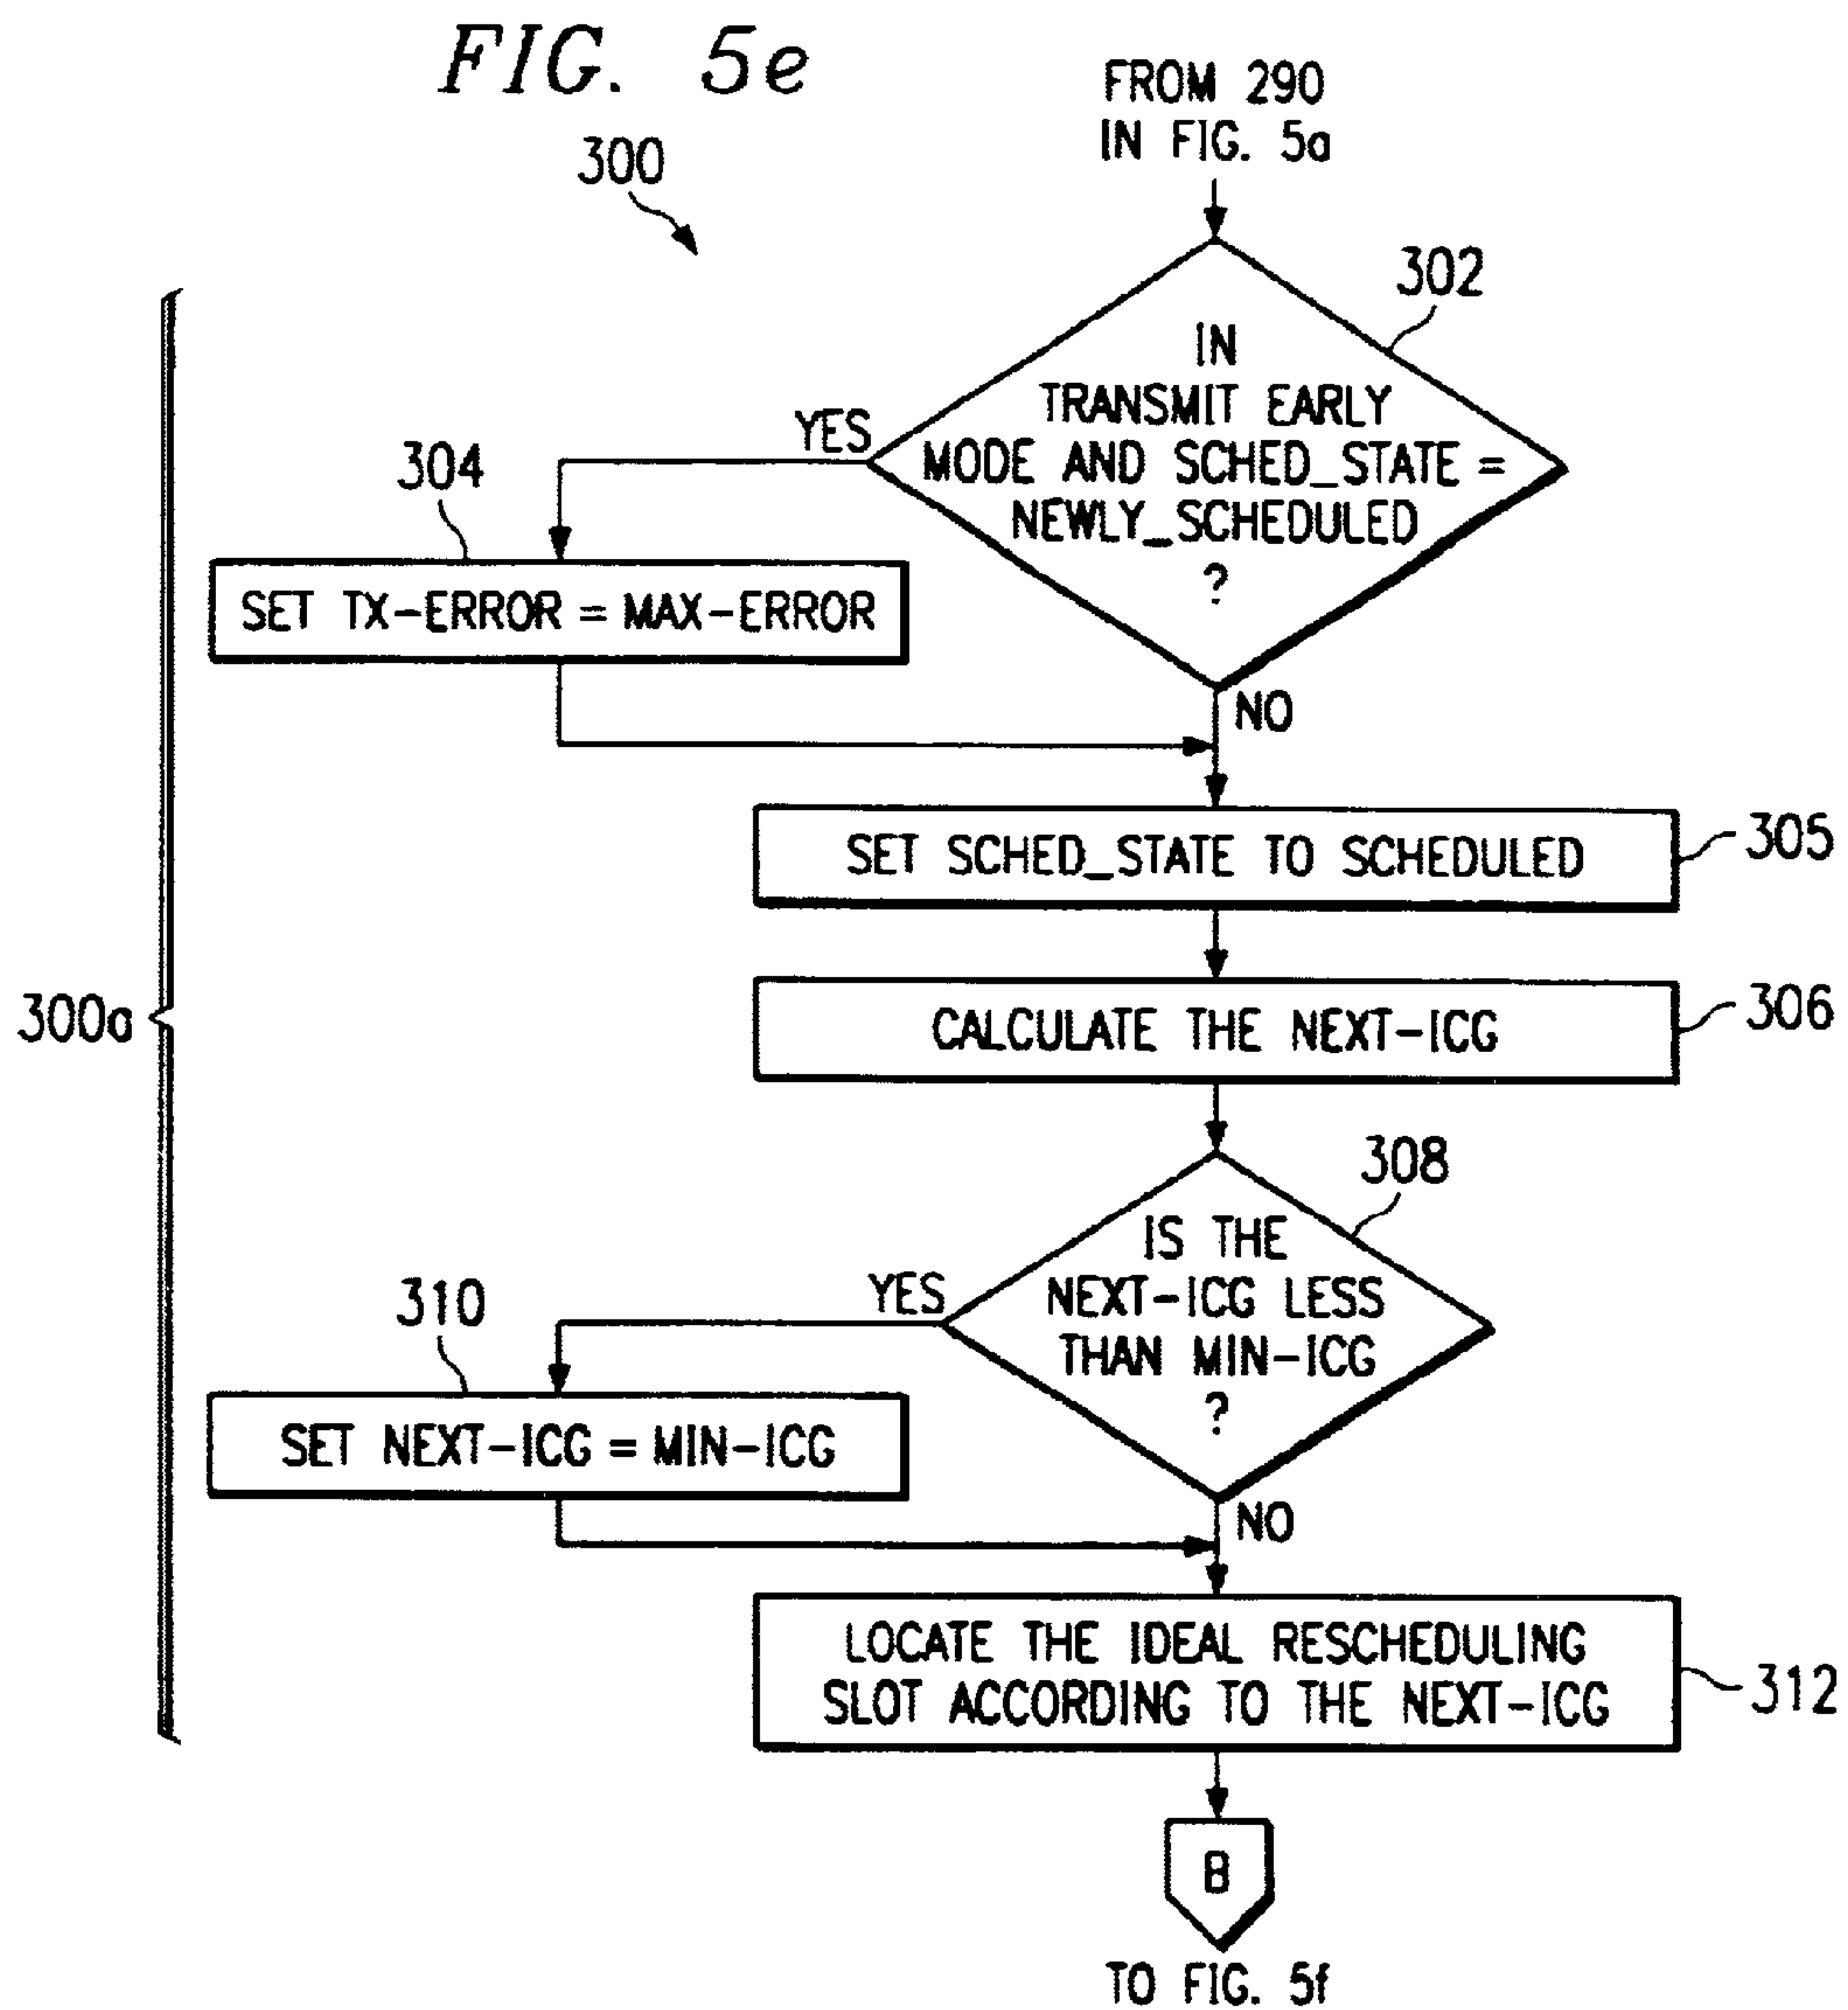 FIG. 5e
FROM 290
IN FIG. 5a
300
302
IN
TRANSMIT EARLY
MODE AND SCHED_STATE =
NEWLY_SCHEDULED
?
YES
304
SET TX-ERROR = MAX-ERROR
NO
SET SCHED_STATE TO SCHEDULED
305
300a
CALCULATE THE NEXT-ICG
306
308
IS THE
NEXT-ICG LESS
THAN MIN-ICG
?
YES
310
SET NEXT-ICG = MIN-ICG
NO
LOCATE THE IDEAL RESCHEDULING
SLOT ACCORDING TO THE NEXT-ICG
312
B
TO FIG. 5f